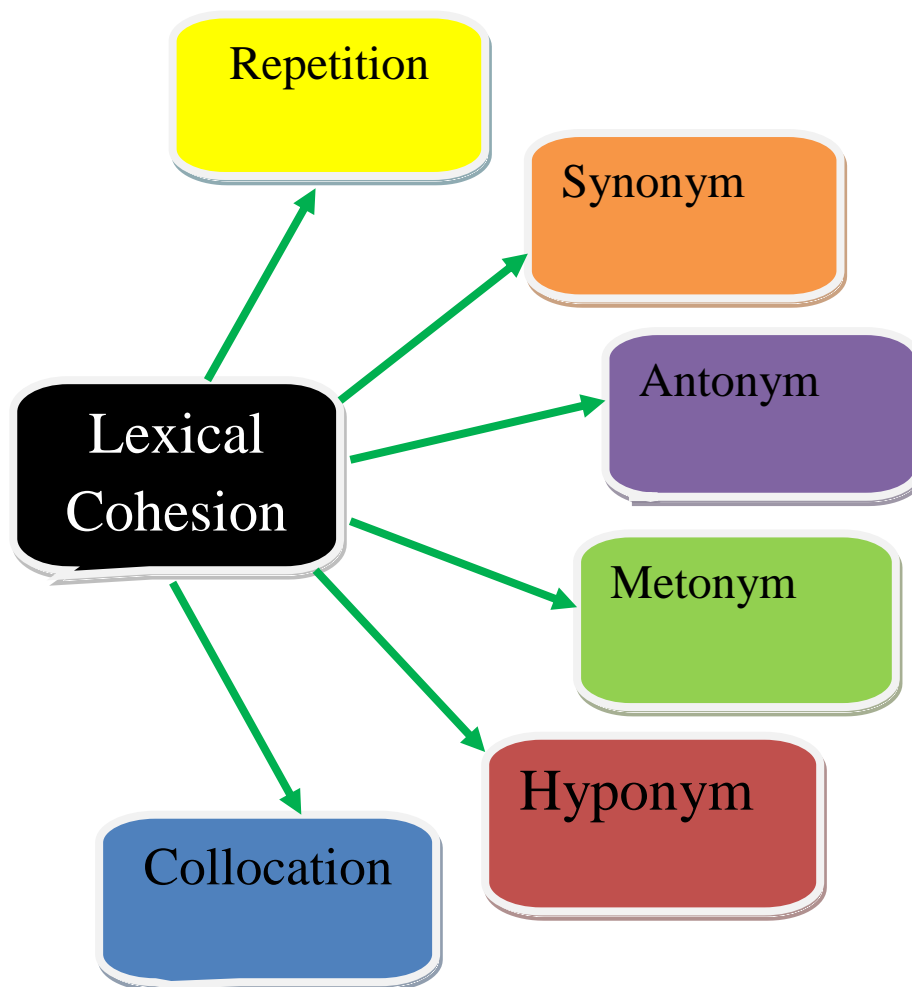 Repetition
Synonym
Antonym
Lexical
Cohesion
Metonym
Hyponym
Collocation